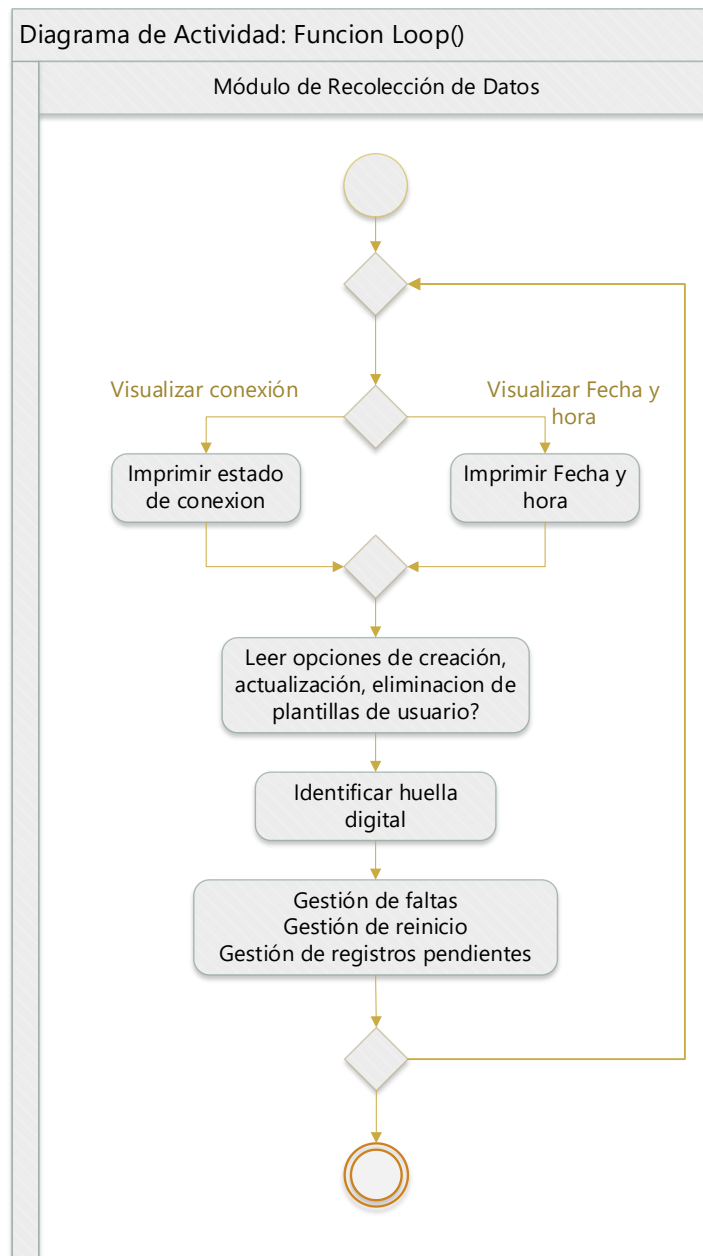 Diagrama de Actividad: Funcion Loop()
Módulo de Recolección de Datos
Visualizar conexión
Visualizar Fecha y
hora
Imprimir estado
de conexion
Imprimir Fecha y
hora
Leer opciones de creación,
actualización, eliminacion de
plantillas de usuario?
Identificar huella
digital
Gestión de faltas
Gestión de reinicio
Gestión de registros pendientes